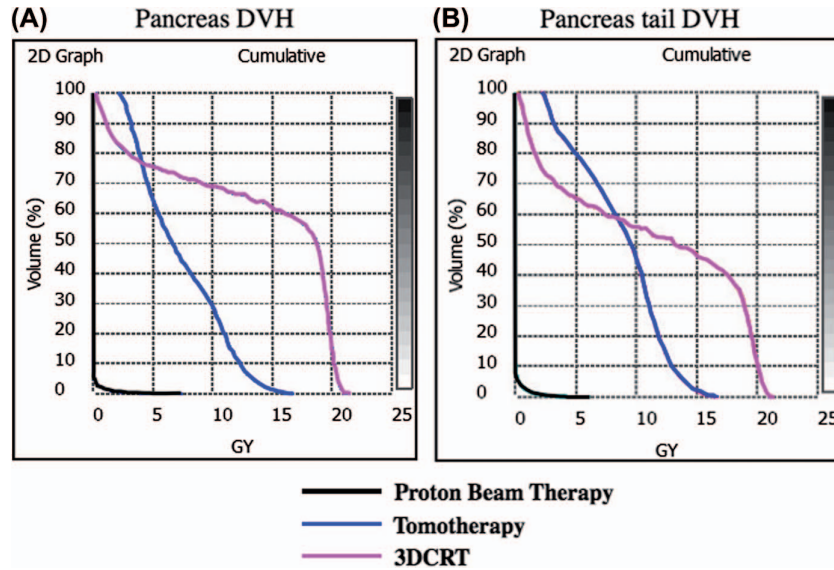 (A) Pancreas DVH
2D Graph Cumulative
100
90
80
70
60
50
40
30
20
10
0
Volume (%)
0 5 10 15 20 25
GY
(B) Pancreas tail DVH
2D Graph Cumulative
100
90
80
70
60
50
40
30
20
10
0
Volume (%)
0 5 10 15 20 25
GY
Proton Beam Therapy
Tomotherapy
3DCRT